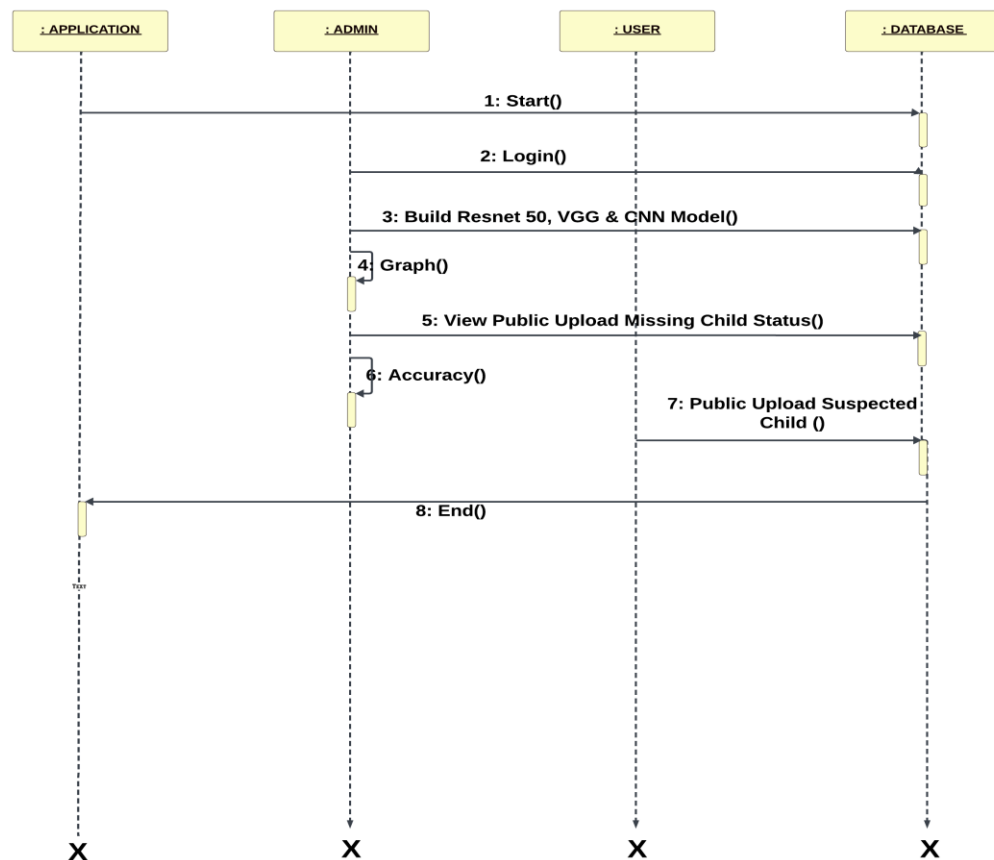 : APPLICATION
: ADMIN
: USER
: DATABASE
1: Start()
2: Login()
3: Build Resnet 50, VGG & CNN Model()
4: Graph()
5: View Public Upload Missing Child Status()
6: Accuracy()
7: Public Upload Suspected
Child ()
8: End()
Text
X
X
X
X